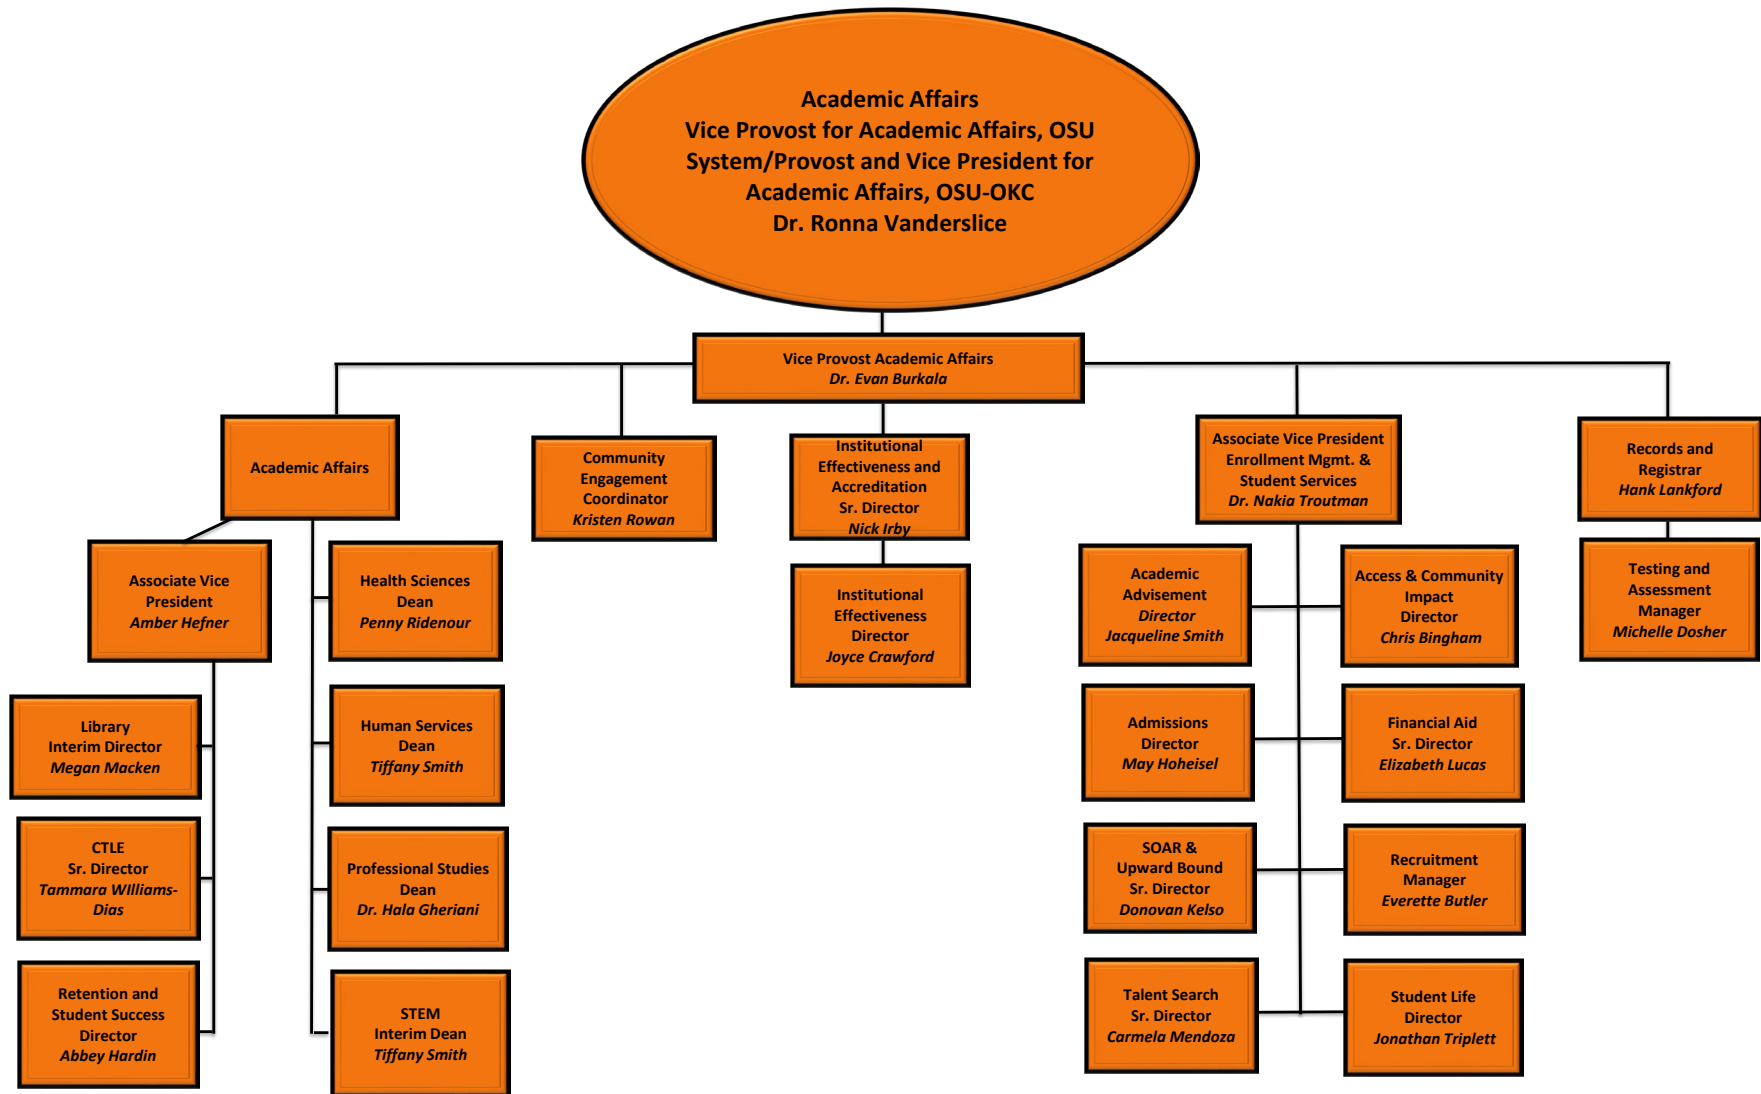 Academic Affairs
Vice Provost for Academic Affairs, OSU
System/Provost and Vice President for
Academic Affairs, OSU-OKC
Dr. Ronna Vanderslice
Vice Provost Academic Affairs
Dr. Evan Burkala
Academic Affairs
Community
Engagement
Coordinator
Kristen Rowan
Institutional
Effectiveness and
Accreditation
Sr. Director
Nick Irby
Associate Vice President
Enrollment Mgmt. &
Student Services
Dr. Nakia Troutman
Records and
Registrar
Hank Lankford
Associate Vice
President
Amber Hefner
Health Sciences
Dean
Penny Ridenour
Institutional
Effectiveness
Director
Joyce Crawford
Academic
Advisement
Director
Jacqueline Smith
Access & Community
Impact
Director
Chris Bingham
Testing and
Assessment
Manager
Michelle Dosher
Library
Interim Director
Megan Macken
Human Services
Dean
Tiffany Smith
Admissions
Director
May Hoheisel
Financial Aid
Sr. Director
Elizabeth Lucas
CTLE
Sr. Director
Tammara WIlliams-
Dias
Professional Studies
Dean
Dr. Hala Gheriani
SOAR &
Upward Bound
Sr. Director
Donovan Kelso
Recruitment
Manager
Everette Butler
Retention and
Student Success
Director
Abbey Hardin
STEM
Interim Dean
Tiffany Smith
Talent Search
Sr. Director
Carmela Mendoza
Student Life
Director
Jonathan Triplett